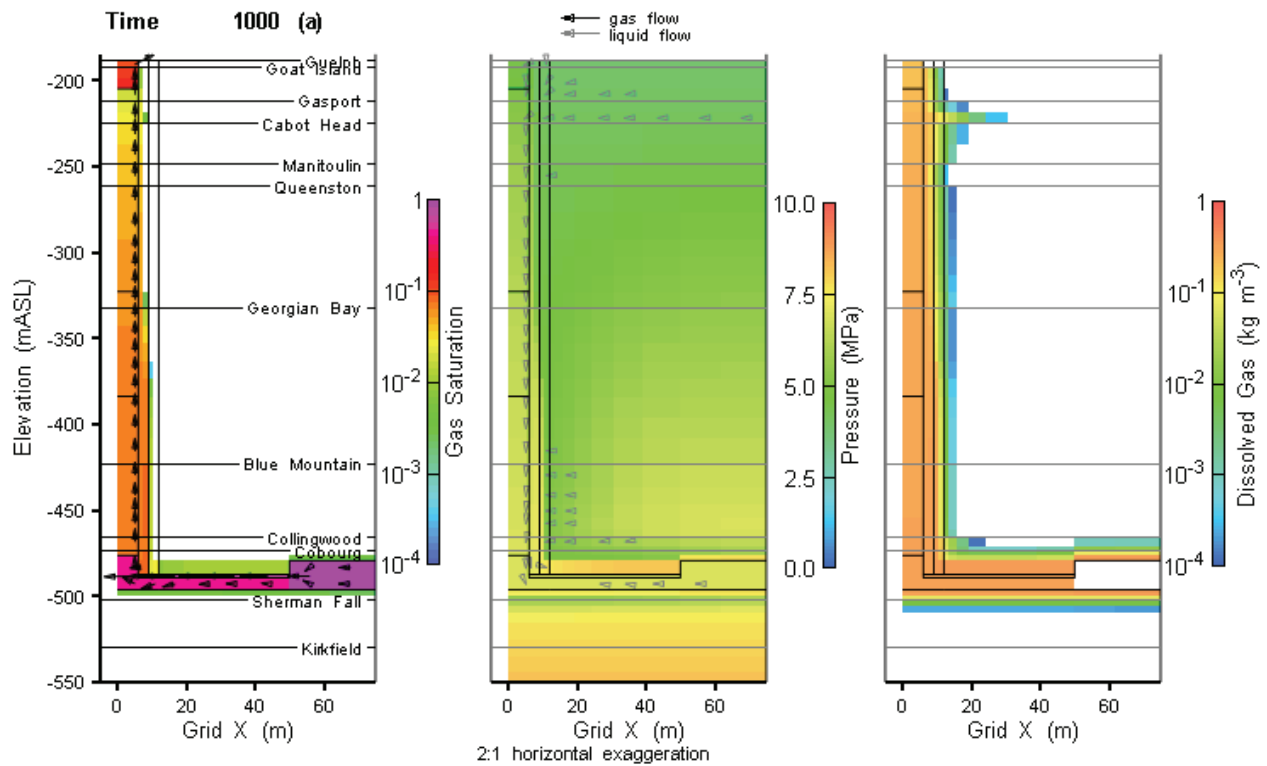 Time 1000 (a)
gas flow
liquid flow
Guelph
Goat Island
Gasport
Cabot Head
Manitoulin
Queenston
Georgian Bay
Blue Mountain
Collingwood
Cobourg
Sherman Fall
Kirkfield
Elevation (mASL)
-200
-250
-300
-350
-400
-450
-500
-550
0 20 40 60
Grid X (m)
1
10-1
10-2
10-3
10-4
Gas Saturation
0 20 40 60
Grid X (m)
2:1 horizontal exaggeration
10.0
7.5
5.0
2.5
0.0
Pressure (MPa)
0 20 40 60
Grid X (m)
1
10-1
10-2
10-3
10-4
Dissolved Gas (kg m-3)